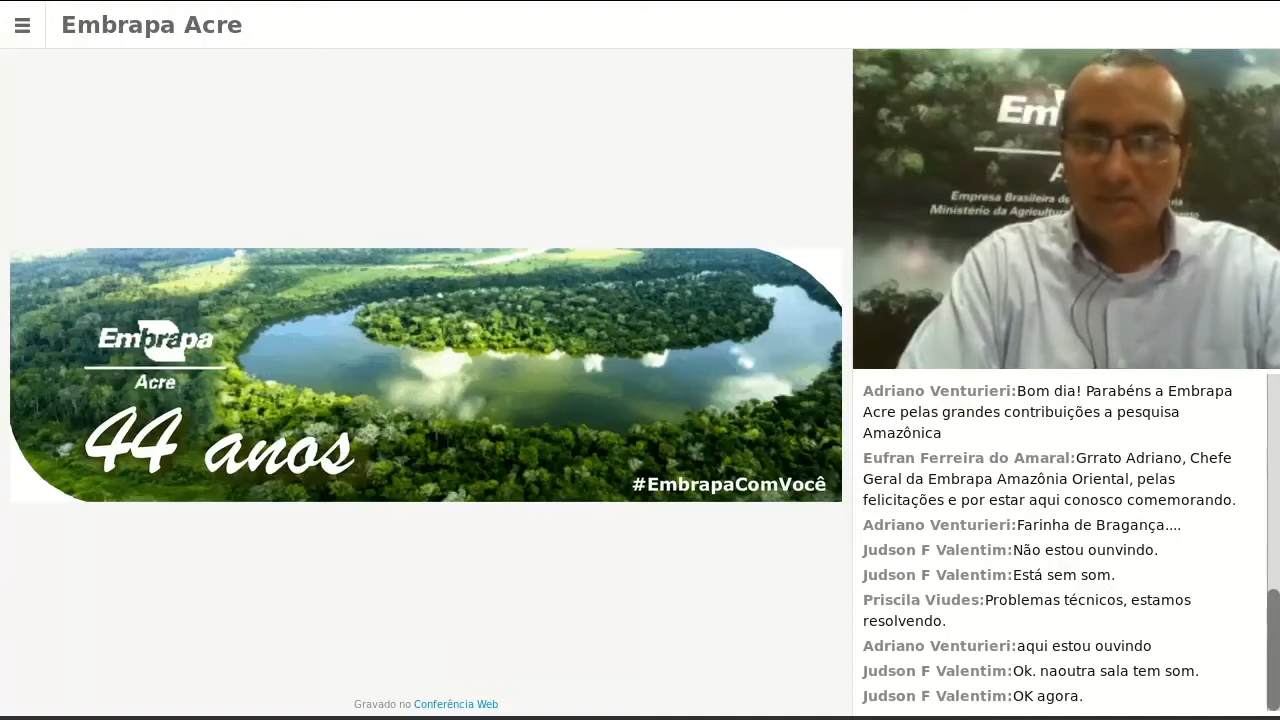 Embrapa Acre
Embrapa
Acre
44 anos
#EmbrapaComVocê
Gravado no Conferência Web
Em
A
Empresa Brasileira de
Ministério da Agricultura
Adriano Venturieri:Bom dia! Parabéns a Embrapa
Acre pelas grandes contribuições a pesquisa
Amazônica
Eufran Ferreira do Amaral:Grrato Adriano, Chefe
Geral da Embrapa Amazônia Oriental, pelas
felicitações e por estar aqui conosco comemorando.
Adriano Venturieri:Farinha de Bragança....
Judson F Valentim:Não estou ounvindo.
Judson F Valentim:Está sem som.
Priscila Viudes:Problemas técnicos, estamos
resolvendo.
Adriano Venturieri:aqui estou ouvindo
Judson F Valentim:Ok. naoutra sala tem som.
Judson F Valentim:OK agora.